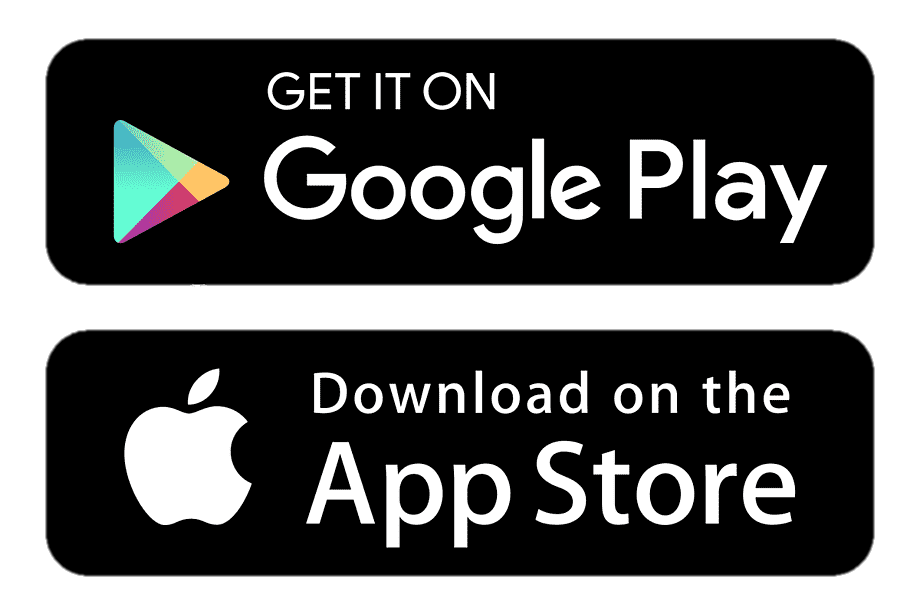 GET IT ON
Google Play
Download on the
App Store